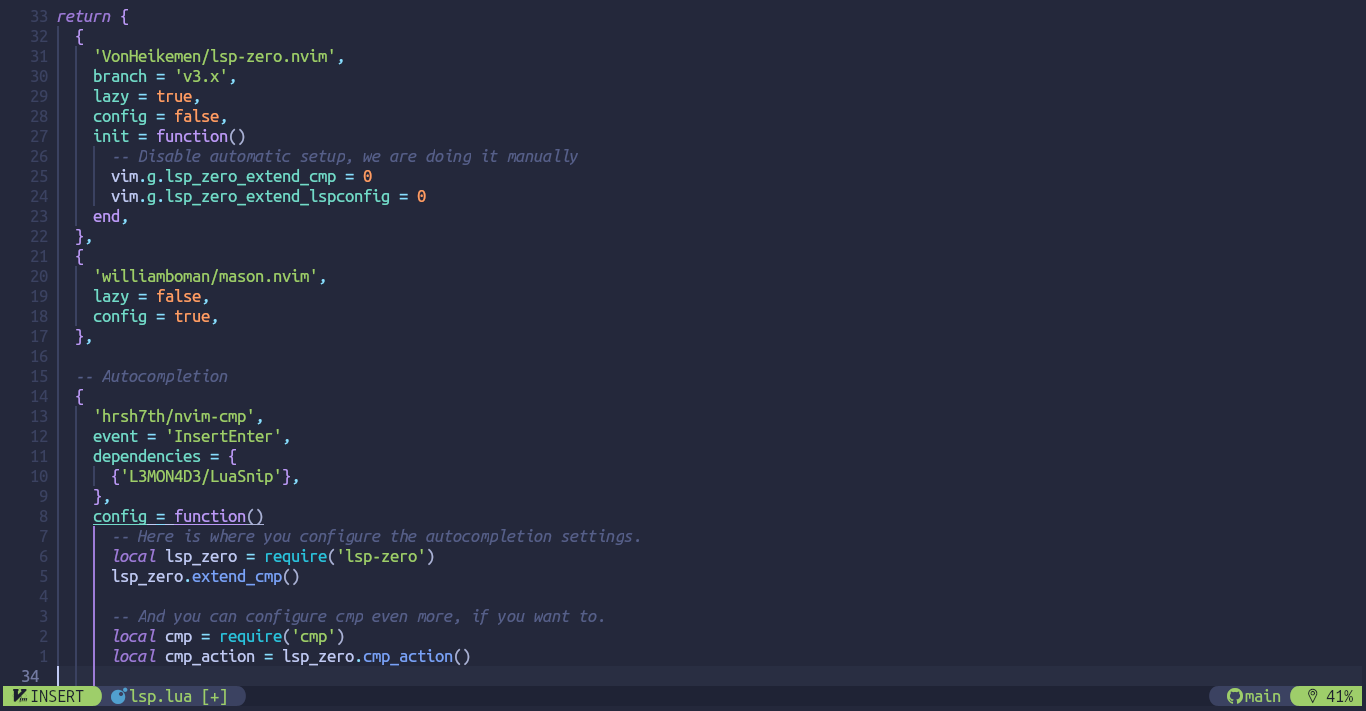 33 return {
32   {
31     'VonHeikemen/lsp-zero.nvim',
30     branch = 'v3.x',
29     lazy = true,
28     config = false,
27     init = function()
26       -- Disable automatic setup, we are doing it manually
25       vim.g.lsp_zero_extend_cmp = 0
24       vim.g.lsp_zero_extend_lspconfig = 0
23     end,
22   },
21   {
20     'williamboman/mason.nvim',
19     lazy = false,
18     config = true,
17   },
16
15   -- Autocompletion
14   {
13     'hrsh7th/nvim-cmp',
12     event = 'InsertEnter',
11     dependencies = {
10       {'L3MON4D3/LuaSnip'},
9     },
8     config = function()
7       -- Here is where you configure the autocompletion settings.
6       local lsp_zero = require('lsp-zero')
5       lsp_zero.extend_cmp()
4
3       -- And you can configure cmp even more, if you want to.
2       local cmp = require('cmp')
1       local cmp_action = lsp_zero.cmp_action()
34
INSERT lsp.lua [+] main 41%